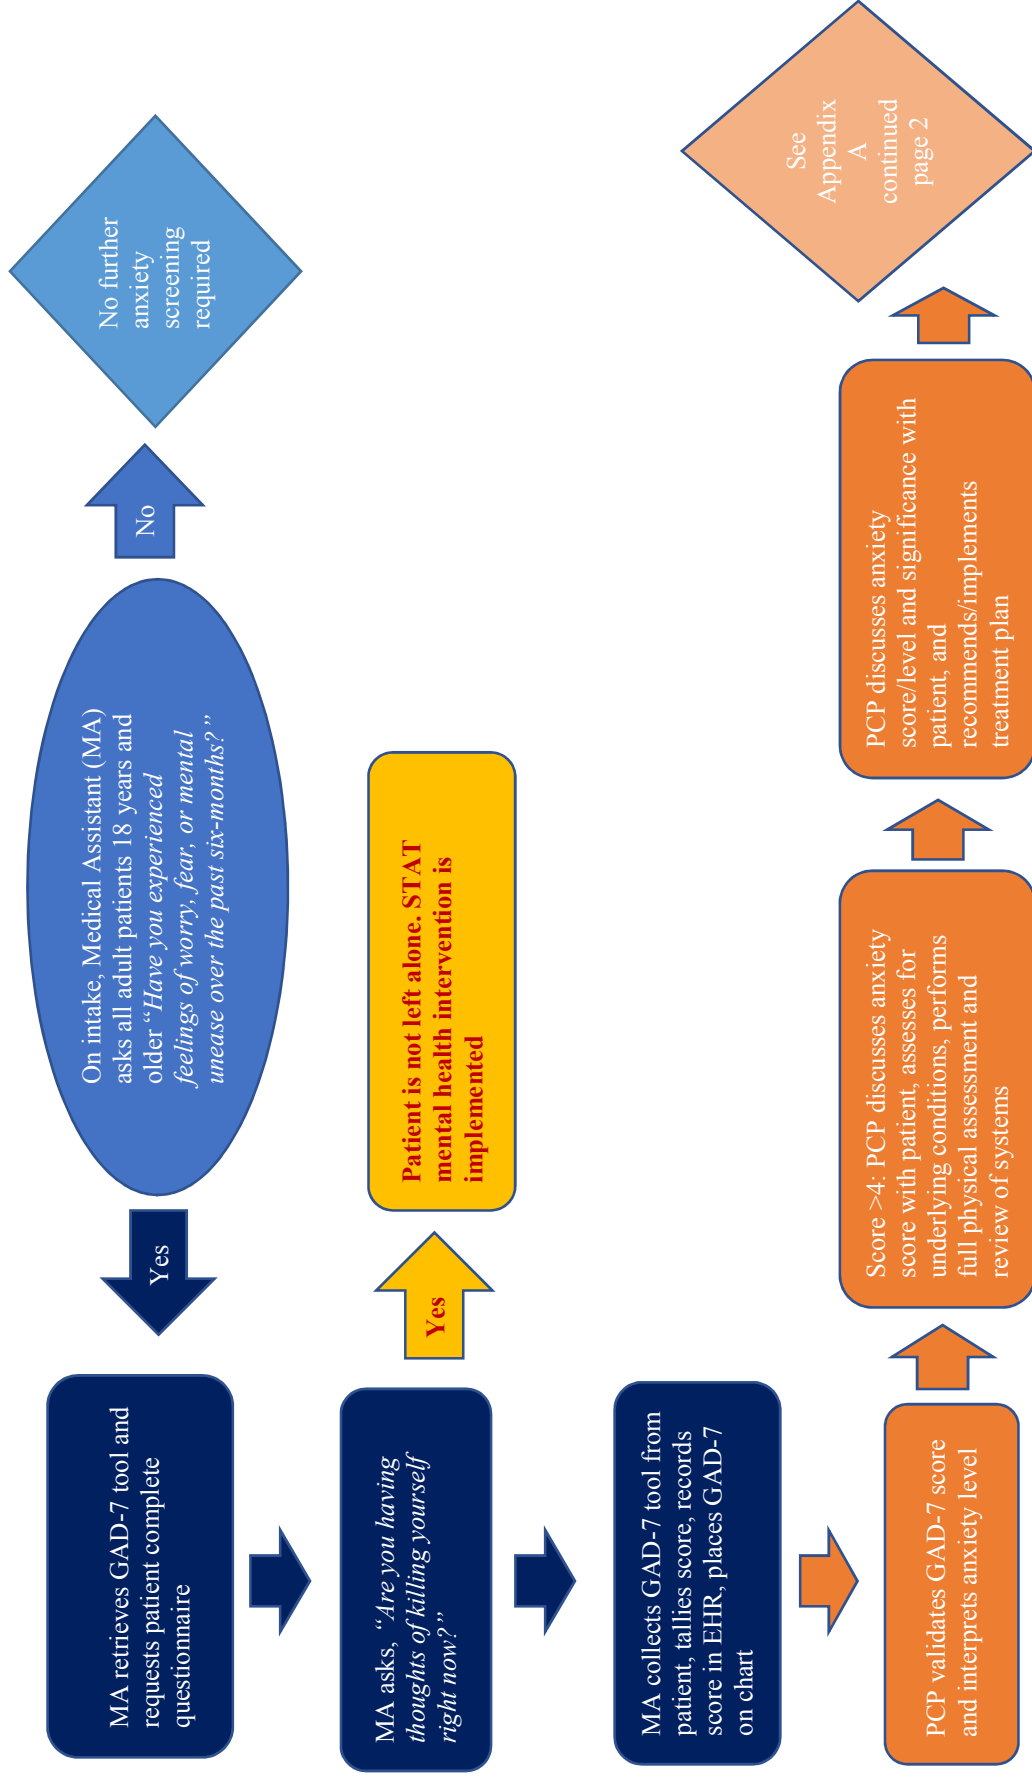 On intake, Medical Assistant (MA)
asks all adult patients 18 years and
older “Have you experienced
feelings of worry, fear, or mental
unease over the past six-months?”
No
No further
anxiety
screening
required
Yes
MA retrieves GAD-7 tool and
requests patient complete
questionnaire
MA asks, “Are you having
thoughts of killing yourself
right now?”
Yes
Patient is not left alone. STAT
mental health intervention is
implemented
MA collects GAD-7 tool from
patient, tallies score, records
score in EHR, places GAD-7
on chart
PCP validates GAD-7 score
and interprets anxiety level
Score >4: PCP discusses anxiety
score with patient, assesses for
underlying conditions, performs
full physical assessment and
review of systems
PCP discusses anxiety
score/level and significance with
patient, and
recommends/implements
treatment plan
See
Appendix
A
continued
page 2